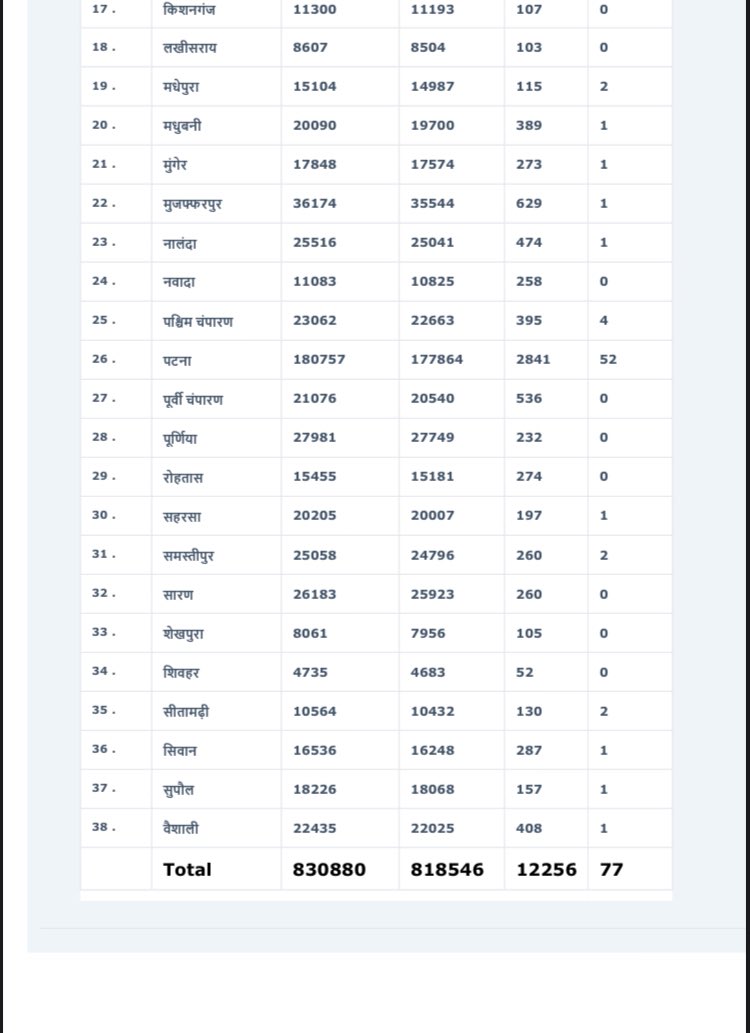 17 . किशनगंज 11300 11193 107 0
18 . लखीसराय 8607 8504 103 0
19 . मधेपुरा 15104 14987 115 2
20 . मधुबनी 20090 19700 389 1
21 . मुंगेर 17848 17574 273 1
22 . मुजफ्फरपुर 36174 35544 629 1
23 . नालंदा 25516 25041 474 1
24 . नवादा 11083 10825 258 0
25 . पश्चिम चंपारण 23062 22663 395 4
26 . पटना 180757 177864 2841 52
27 . पूर्वी चंपारण 21076 20540 536 0
28 . पूर्णिया 27981 27749 232 0
29 . रोहतास 15455 15181 274 0
30 . सहरसा 20205 20007 197 1
31 . समस्तीपुर 25058 24796 260 2
32 . सारण 26183 25923 260 0
33 . शेखपुरा 8061 7956 105 0
34 . शिवहर 4735 4683 52 0
35 . सीतामढ़ी 10564 10432 130 2
36 . सिवान 16536 16248 287 1
37 . सुपौल 18226 18068 157 1
38 . वैशाली 22435 22025 408 1
Total 830880 818546 12256 77